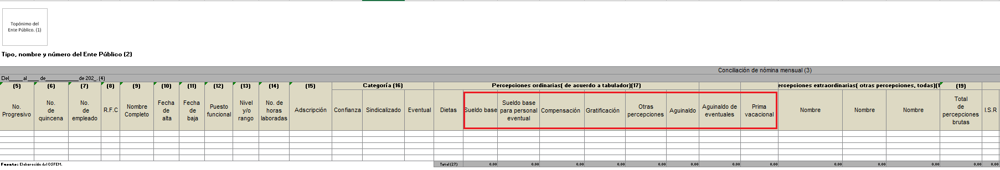 Topónimo del
Ente Público. (1)
Tipo, nombre y número del Ente Público (2)
Conciliación de nómina mensual (3)
Del_____al ____ de____________de 202_. (4)
(5) (6) (7) (8) (9) (10) (11) (12) (13) (14) (15) Categoría (16) Percepciones ordinarias( de acuerdo a tabulador)(17) ercepciones extraordinarias( otras percepciones, todas)(1 (19)
No. Progresivo
No. de quincena
No. de empleado
R.F.C
Nombre Completo
Fecha de alta
Fecha de baja
Puesto funcional
Nivel y/o rango
No. de horas laboradas
Adscripción
Confianza
Sindicalizado
Eventual
Dietas
Sueldo base
Sueldo base para personal eventual
Compensación
Gratificación
Otras percepciones
Aguinaldo
Aguinaldo de eventuales
Prima vacacional
Nombre
Nombre
Nombre
Total de percepciones brutas
I.S.R
Fuente: Elaboración del OSFEM.
Total (27) 0.00 0.00 0.00 0.00 0.00 0.00 0.00 0.00 0.00 0.00 0.00 0.00 0.00